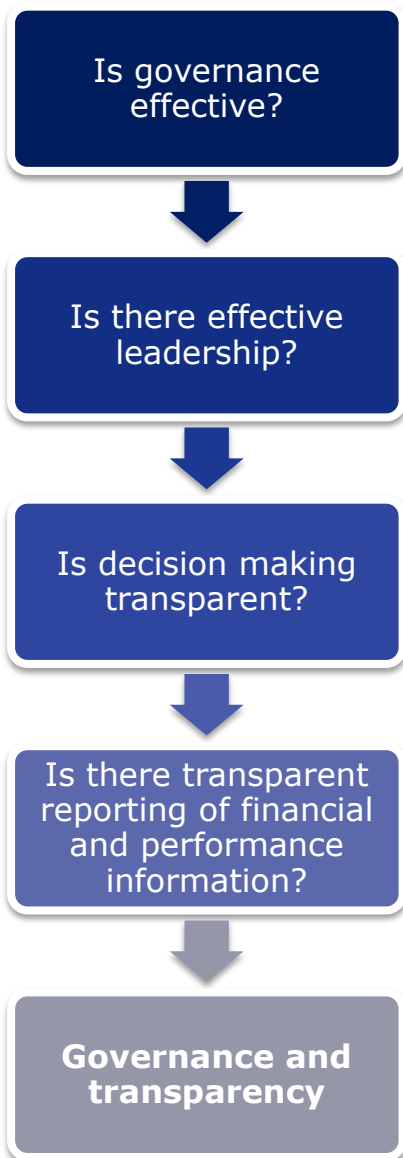 Is governance
effective?
Is there effective
leadership?
Is decision making
transparent?
Is there transparent
reporting of financial
and performance
information?
Governance and
transparency